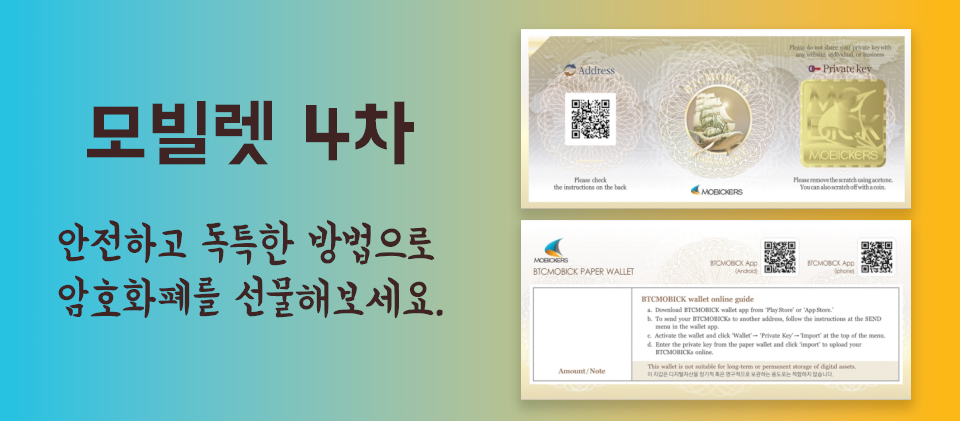 모빌렛 4차
안전하고 독특한 방법으로
암호화폐를 선물해보세요.
Please do not share your private key with
any website, individual, or business
Address
Private key
BTCMOBICK
MOBICKERS
Please check
the instructions on the back
MOBICKERS
Please remove the scratch using acetone.
You can also scratch off with a coin.
MOBICKERS
BTCMOBICK PAPER WALLET
BTCMOBICK App
(Android)
BTCMOBICK App
(iphone)
BTCMOBICK wallet online guide
a. Download BTCMOBICK wallet app from 'Play Store' or 'App Store.'
b. To send your BTCMOBICKs to another address, follow the instructions at the SEND
menu in the wallet app.
c. Activate the wallet and click 'Wallet'→ 'Private Key'→'Import' at the top of the menu.
d. Enter the private key from the paper wallet and click 'import' to upload your
BTCMOBICKs online.
Amount/Note
This wallet is not suitable for long-term or permanent storage of digital assets.
이 지갑은 디지털자산을 장기적 혹은 영구적으로 보관하는 용도로는 적합하지 않습니다.